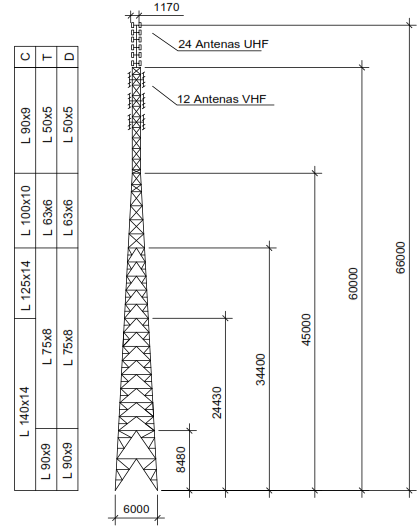 1170
24 Antenas UHF
C T D
12 Antenas VHF
L 90x9
L 50x5
L 50x5
L 100x10
L 63x6
L 63x6
L 125x14
L 140x14
L 75x8
L 75x8
L 90x9
L 90x9
8480
24430
34400
45000
60000
66000
6000